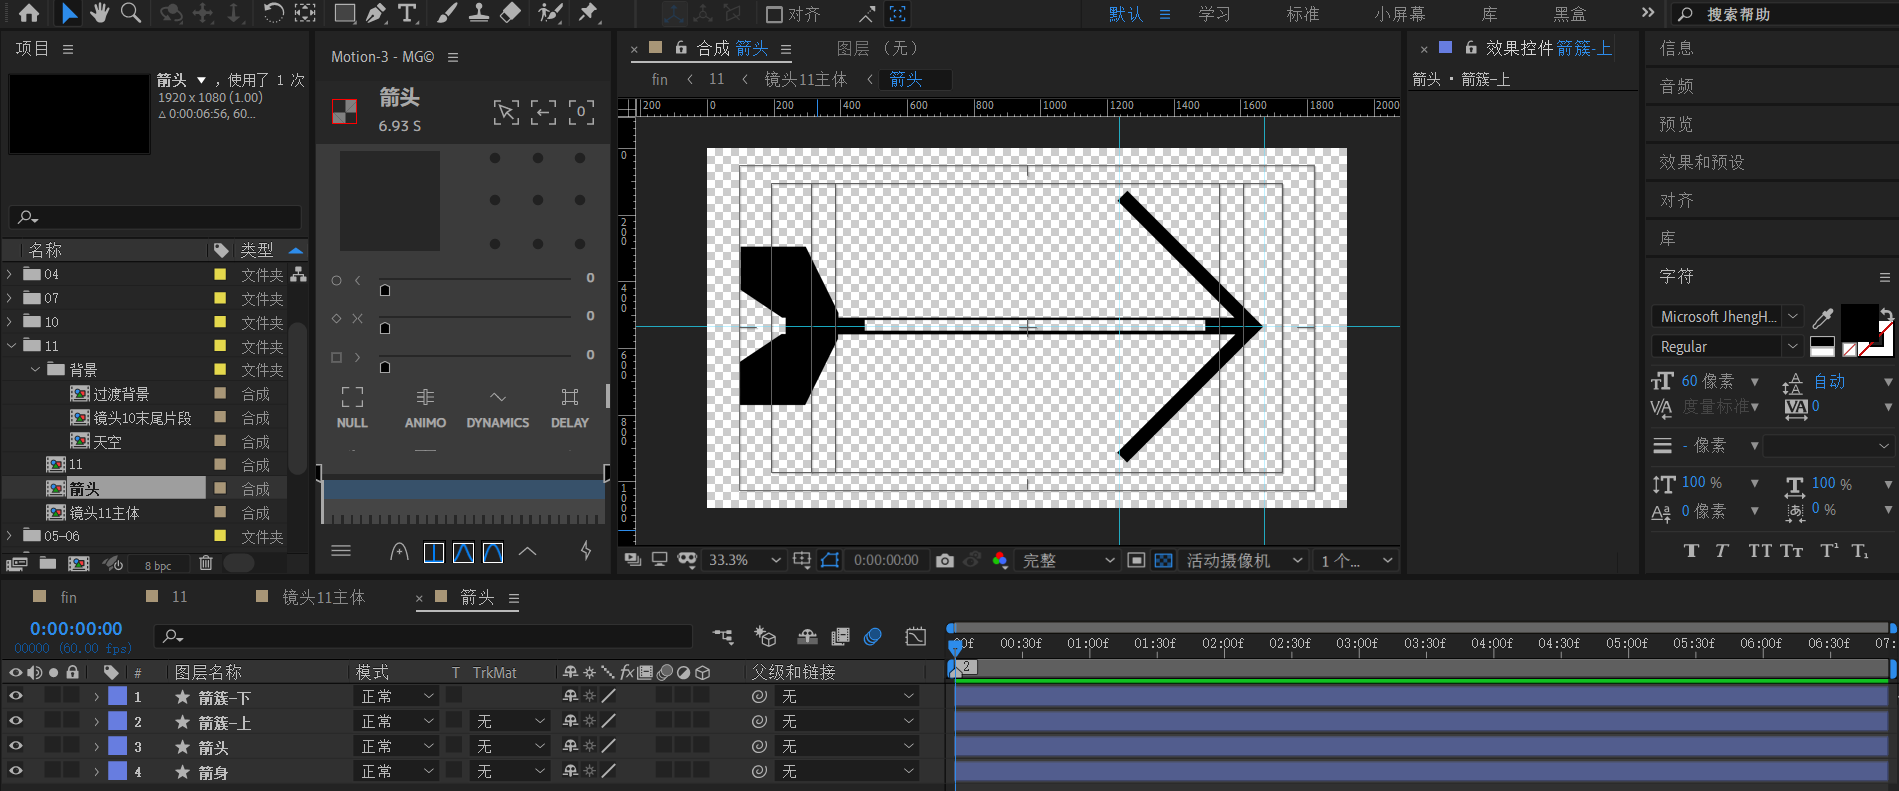 对齐
默认
学习
标准
小屏幕
库
黑盒
搜索帮助
项目
箭头 ，使用了 1 次
1920 x 1080 (1.00)
△ 0:00:06:56, 60...
名称
类型
04 文件夹
07 文件夹
10 文件夹
11 文件夹
背景 文件夹
过渡背景 合成
镜头10末尾片段 合成
天空 合成
11 合成
箭头 合成
镜头11主体 合成
05-06 文件夹
8 bpc
Motion-3 - MG©
箭头
6.93 S
0
0
0
0
NULL
ANIMO
DYNAMICS
DELAY
合成 箭头
图层 （无）
fin
11
镜头11主体
箭头
200 0 200 400 600 800 1000 1200 1400 1600 1800 2000
0
200
400
600
800
1000
33.3%
0:00:00:00
完整
活动摄像机
1 个...
效果控件 箭簇-上
箭头 · 箭簇-上
信息
音频
预览
效果和预设
对齐
库
字符
Microsoft JhengH...
Regular
60 像素
自动
度量标准
0
- 像素
100 %
100 %
0 像素
0 %
fin
11
镜头11主体
箭头
0:00:00:00
00000 (60.00 fps)
00f 00:30f 01:00f 01:30f 02:00f 02:30f 03:00f 03:30f 04:00f 04:30f 05:00f 05:30f 06:00f 06:30f 07:
2
# 图层名称 模式 T TrkMat 父级和链接
1 箭簇-下 正常 无
2 箭簇-上 正常 无 无
3 箭头 正常 无 无
4 箭身 正常 无 无